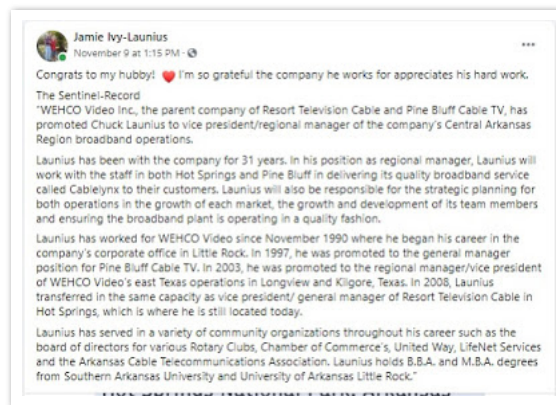 Jamie Ivy-Launius
November 9 at 1:15 PM ·
Congrats to my hubby! ❤️ I'm so grateful the company he works for appreciates his hard work.
The Sentinel-Record
"WEHCO Video Inc., the parent company of Resort Television Cable and Pine Bluff Cable TV, has
promoted Chuck Launius to vice president/regional manager of the company's Central Arkansas
Region broadband operations.
Launius has been with the company for 31 years. In his position as regional manager, Launius will
work with the staff in both Hot Springs and Pine Bluff in delivering its quality broadband service
called Cablelynx to their customers. Launius will also be responsible for the strategic planning for
both operations in the growth of each market, the growth and development of its team members
and ensuring the broadband plant is operating in a quality fashion.
Launius has worked for WEHCO Video since November 1990 where he began his career in the
company's corporate office in Little Rock. In 1997, he was promoted to the general manager
position for Pine Bluff Cable TV. In 2003, he was promoted to the regional manager/vice president
of WEHCO Video's east Texas operations in Longview and Kilgore, Texas. In 2008, Launius
transferred in the same capacity as vice president/ general manager of Resort Television Cable in
Hot Springs, which is where he is still located today.
Launius has served in a variety of community organizations throughout his career such as the
board of directors for various Rotary Clubs, Chamber of Commerce's, United Way, LifeNet Services
and the Arkansas Cable Telecommunications Association. Launius holds B.B.A. and M.B.A. degrees
from Southern Arkansas University and University of Arkansas Little Rock."
Hot Springs National Park Arkansas